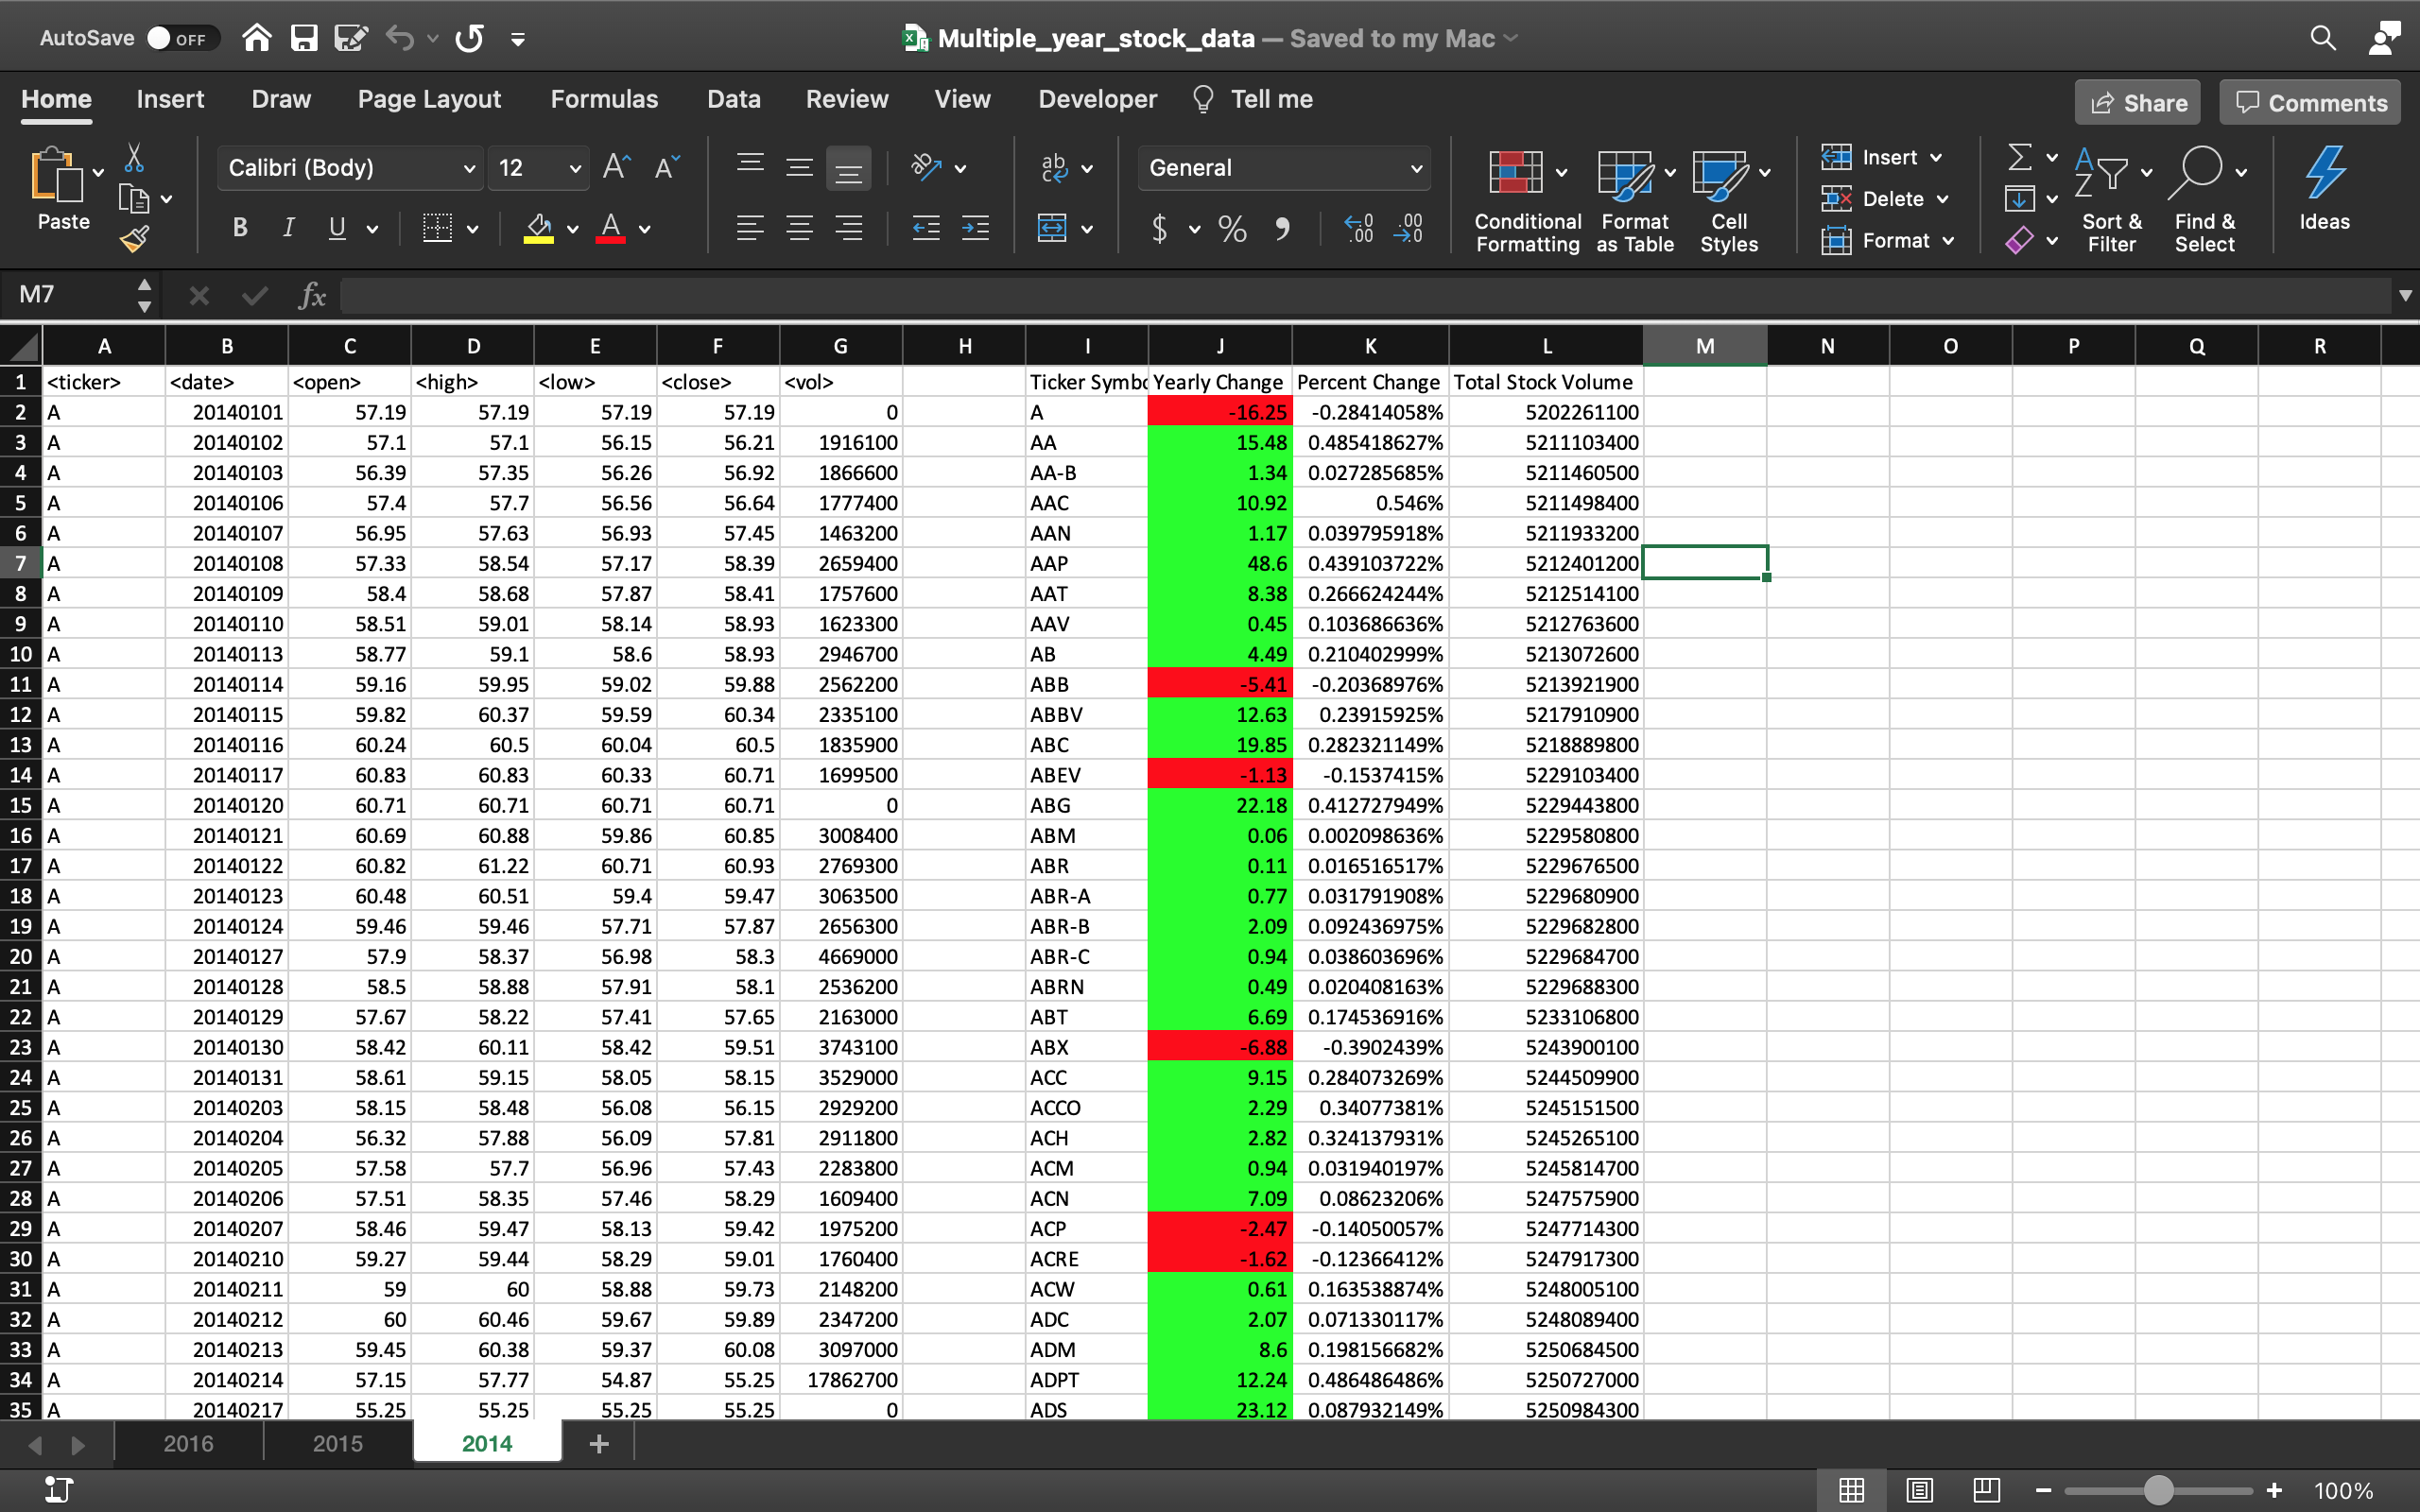 AutoSave OFF Multiple_year_stock_data — Saved to my Mac
Home Insert Draw Page Layout Formulas Data Review View Developer Tell me Share Comments
Paste Calibri (Body) 12 General Conditional Formatting Format as Table Cell Styles Insert Delete Format Sort & Filter Find & Select Ideas
M7 fx
A B C D E F G H I J K L M N O P Q R
1 <ticker> <date> <open> <high> <low> <close> <vol> Ticker Symbo Yearly Change Percent Change Total Stock Volume
2 A 20140101 57.19 57.19 57.19 57.19 0 A -16.25 -0.28414058% 5202261100
3 A 20140102 57.1 57.1 56.15 56.21 1916100 AA 15.48 0.485418627% 5211103400
4 A 20140103 56.39 57.35 56.26 56.92 1866600 AA-B 1.34 0.027285685% 5211460500
5 A 20140106 57.4 57.7 56.56 56.64 1777400 AAC 10.92 0.546% 5211498400
6 A 20140107 56.95 57.63 56.93 57.45 1463200 AAN 1.17 0.039795918% 5211933200
7 A 20140108 57.33 58.54 57.17 58.39 2659400 AAP 48.6 0.439103722% 5212401200
8 A 20140109 58.4 58.68 57.87 58.41 1757600 AAT 8.38 0.266624244% 5212514100
9 A 20140110 58.51 59.01 58.14 58.93 1623300 AAV 0.45 0.103686636% 5212763600
10 A 20140113 58.77 59.1 58.6 58.93 2946700 AB 4.49 0.210402999% 5213072600
11 A 20140114 59.16 59.95 59.02 59.88 2562200 ABB -5.41 -0.20368976% 5213921900
12 A 20140115 59.82 60.37 59.59 60.34 2335100 ABBV 12.63 0.23915925% 5217910900
13 A 20140116 60.24 60.5 60.04 60.5 1835900 ABC 19.85 0.282321149% 5218889800
14 A 20140117 60.83 60.83 60.33 60.71 1699500 ABEV -1.13 -0.1537415% 5229103400
15 A 20140120 60.71 60.71 60.71 60.71 0 ABG 22.18 0.412727949% 5229443800
16 A 20140121 60.69 60.88 59.86 60.85 3008400 ABM 0.06 0.002098636% 5229580800
17 A 20140122 60.82 61.22 60.71 60.93 2769300 ABR 0.11 0.016516517% 5229676500
18 A 20140123 60.48 60.51 59.4 59.47 3063500 ABR-A 0.77 0.031791908% 5229680900
19 A 20140124 59.46 59.46 57.71 57.87 2656300 ABR-B 2.09 0.092436975% 5229682800
20 A 20140127 57.9 58.37 56.98 58.3 4669000 ABR-C 0.94 0.038603696% 5229684700
21 A 20140128 58.5 58.88 57.91 58.1 2536200 ABRN 0.49 0.020408163% 5229688300
22 A 20140129 57.67 58.22 57.41 57.65 2163000 ABT 6.69 0.174536916% 5233106800
23 A 20140130 58.42 60.11 58.42 59.51 3743100 ABX -6.88 -0.3902439% 5243900100
24 A 20140131 58.61 59.15 58.05 58.15 3529000 ACC 9.15 0.284073269% 5244509900
25 A 20140203 58.15 58.48 56.08 56.15 2929200 ACCO 2.29 0.34077381% 5245151500
26 A 20140204 56.32 57.88 56.09 57.81 2911800 ACH 2.82 0.324137931% 5245265100
27 A 20140205 57.58 57.7 56.96 57.43 2283800 ACM 0.94 0.031940197% 5245814700
28 A 20140206 57.51 58.35 57.46 58.29 1609400 ACN 7.09 0.08623206% 5247575900
29 A 20140207 58.46 59.47 58.13 59.42 1975200 ACP -2.47 -0.14050057% 5247714300
30 A 20140210 59.27 59.44 58.29 59.01 1760400 ACRE -1.62 -0.12366412% 5247917300
31 A 20140211 59 60 58.88 59.73 2148200 ACW 0.61 0.163538874% 5248005100
32 A 20140212 60 60.46 59.67 59.89 2347200 ADC 2.07 0.071330117% 5248089400
33 A 20140213 59.45 60.38 59.37 60.08 3097000 ADM 8.6 0.198156682% 5250684500
34 A 20140214 57.15 57.77 54.87 55.25 17862700 ADPT 12.24 0.486486486% 5250727000
35 A 20140217 55.25 55.25 55.25 55.25 0 ADS 23.12 0.087932149% 5250984300
2016 2015 2014 +
100%